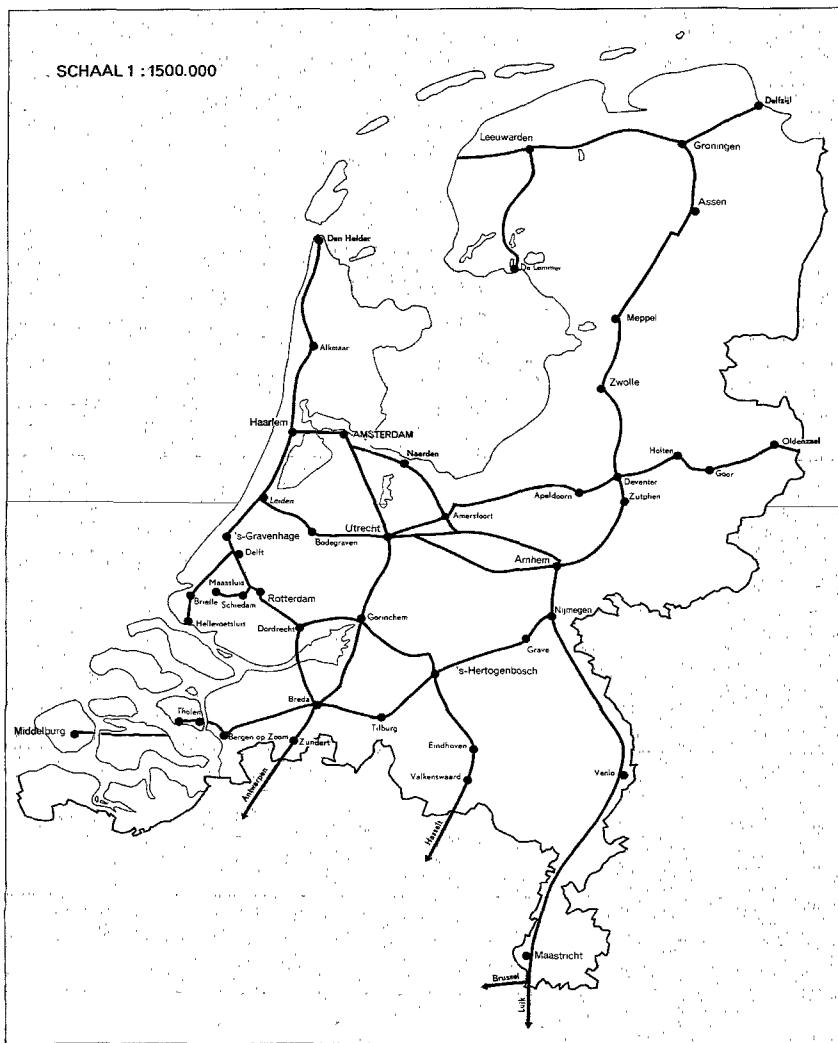 SCHAAL 1 : 1500.000
Delfzijl
Leeuwarden
Groningen
Assen
Den Helder
De Lemmer
Meppel
Alkmaar
Zwolle
Haarlem
AMSTERDAM
Oldenzaal
Naarden
Holten
Goor
Deventer
Apeldoorn
Leiden
Zutphen
Amersfoort
Utrecht
's-Gravenhage
Bodegraven
Delft
Arnhem
Maassluis
Rotterdam
Brielle
Schiedam
Nijmegen
Gorinchem
Hellevoetsluis
Dordrecht
Grave
's-Hertogenbosch
Breda
Tholen
Tilburg
Middelburg
Bergen op Zoom
Zundert
Eindhoven
Venlo
Valkenswaard
Antwerpen
Hasselt
Maastricht
Brussel
Luik